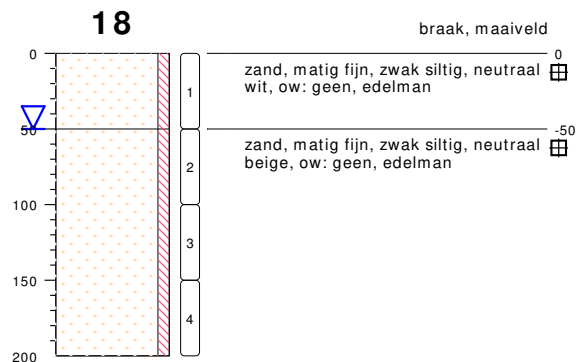 18
braak, maaiveld
0
0
zand, matig fijn, zwak siltig, neutraal
wit, ow: geen, edelman
1
50
-50
zand, matig fijn, zwak siltig, neutraal
beige, ow: geen, edelman
2
100
3
150
4
200